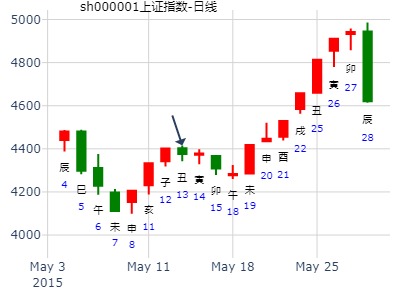 sh000001上证指数-日线
5000
4800
4600
4400
4200
4000
辰
4
巳
5
午
6
未
7
申
8
亥
11
子
12
丑
13
寅
14
卯
15
午
18
未
19
申
20
酉
21
戌
22
丑
25
寅
26
卯
27
辰
28
May 3
2015
May 11
May 18
May 25